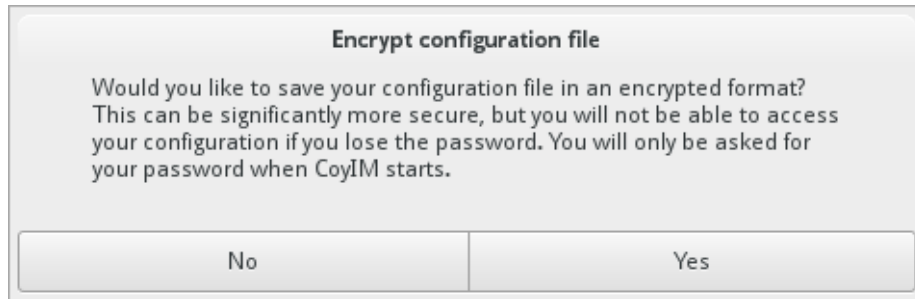 Encrypt configuration file
Would you like to save your configuration file in an encrypted format?
This can be significantly more secure, but you will not be able to access
your configuration if you lose the password. You will only be asked for
your password when CoyIM starts.
No
Yes